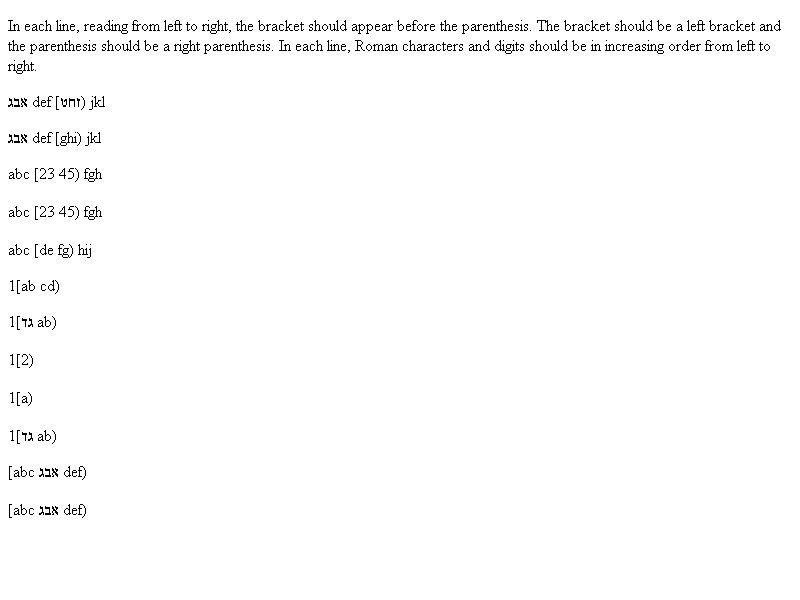 In each line, reading from left to right, the bracket should appear before the parenthesis. The bracket should be a left bracket and
the parenthesis should be a right parenthesis. In each line, Roman characters and digits should be in increasing order from left to
right.
אבג def [זחט) jkl
אבג def [ghi) jkl
abc [23 45) fgh
abc [23 45) fgh
abc [de fg) hij
1[ab cd)
1[גד ab)
1[2)
1[a)
1[גד ab)
[abc אבג def)
[abc אבג def)